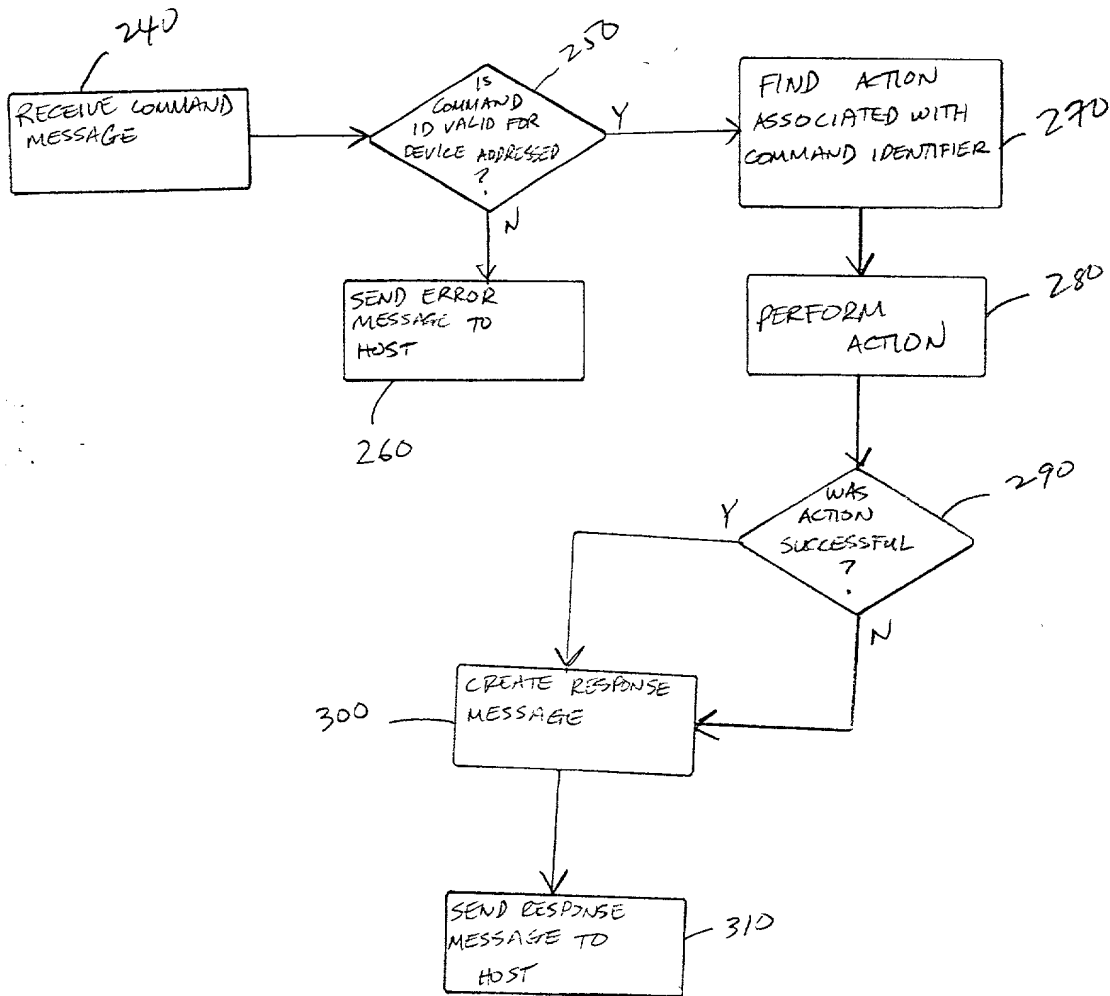 240
RECEIVE COMMAND
MESSAGE
250
IS
COMMAND
ID VALID FOR
DEVICE ADDRESSED
?
Y
N
FIND ACTION
ASSOCIATED WITH
COMMAND IDENTIFIER
270
SEND ERROR
MESSAGE TO
HOST
260
PERFORM
ACTION
280
WAS
ACTION
SUCCESSFUL
?
290
Y
N
CREATE RESPONSE
MESSAGE
300
SEND RESPONSE
MESSAGE TO
HOST
310